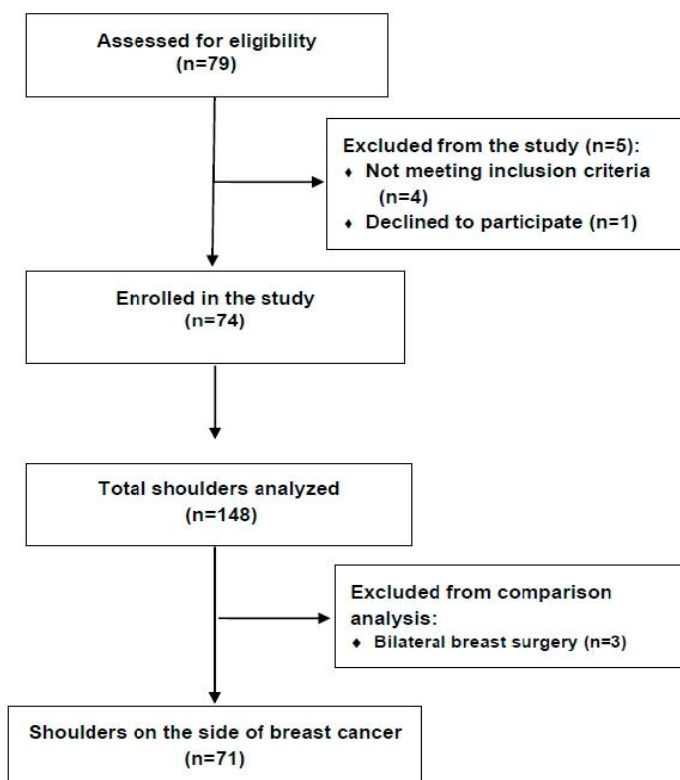 Assessed for eligibility
(n=79)
Excluded from the study (n=5):
♦ Not meeting inclusion criteria
(n=4)
♦ Declined to participate (n=1)
Enrolled in the study
(n=74)
Total shoulders analyzed
(n=148)
Excluded from comparison
analysis:
♦ Bilateral breast surgery (n=3)
Shoulders on the side of breast cancer
(n=71)